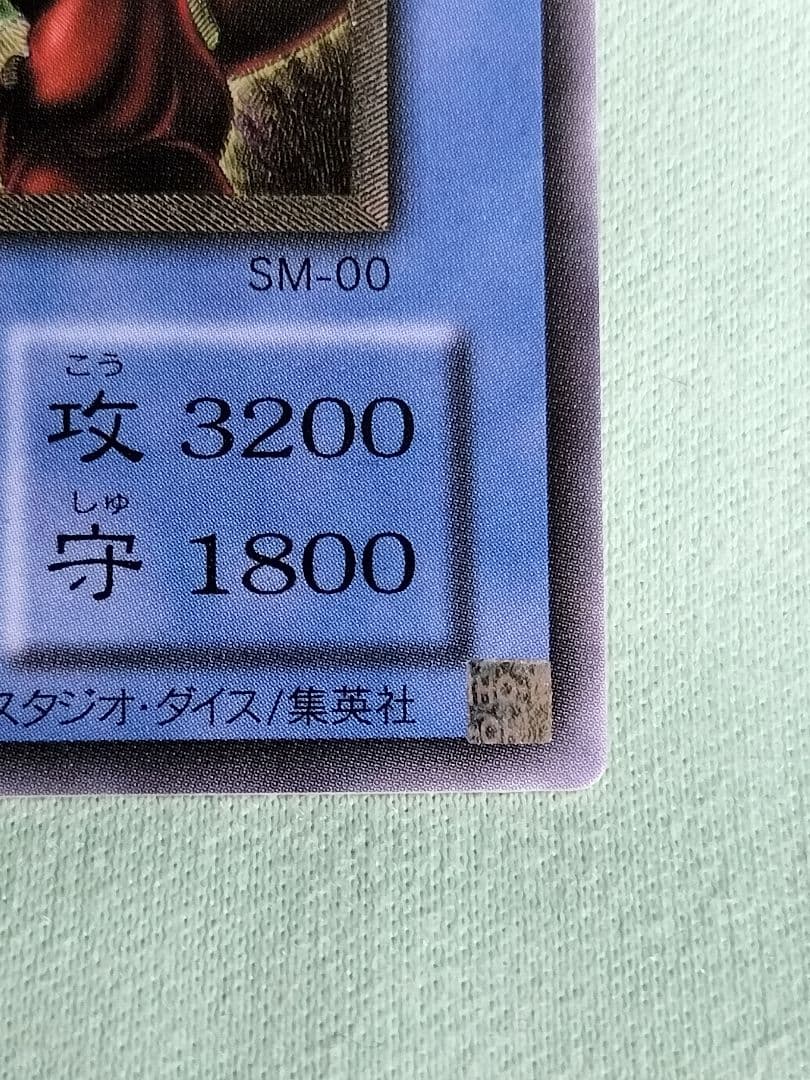 SM-00
こう
攻 3200
しゅ
守 1800
スタジオ・ダイス/集英社